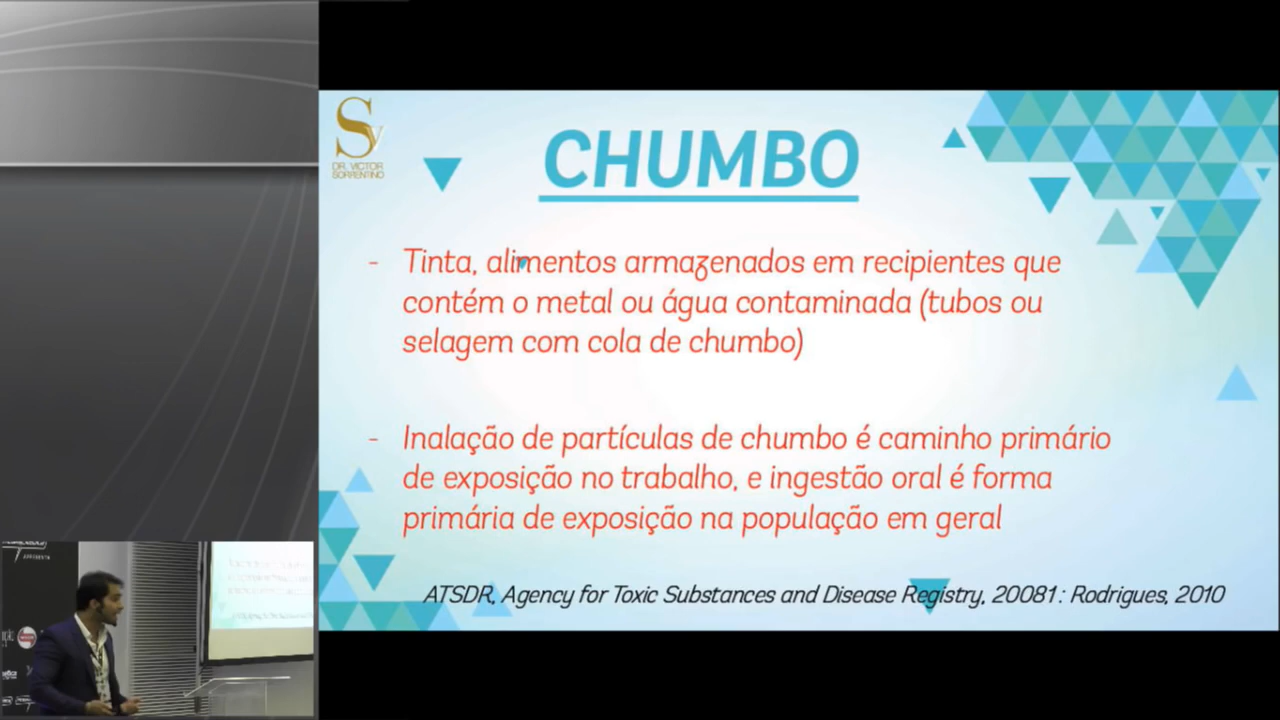 Sv
DR. VICTOR
SORRENTINO
CHUMBO
- Tinta, alimentos armazenados em recipientes que
contém o metal ou água contaminada (tubos ou
selagem com cola de chumbo)
- Inalação de partículas de chumbo é caminho primário
de exposição no trabalho, e ingestão oral é forma
primária de exposição na população em geral
ATSDR, Agency for Toxic Substances and Disease Registry, 20081 : Rodrigues, 2010
APRESENTA